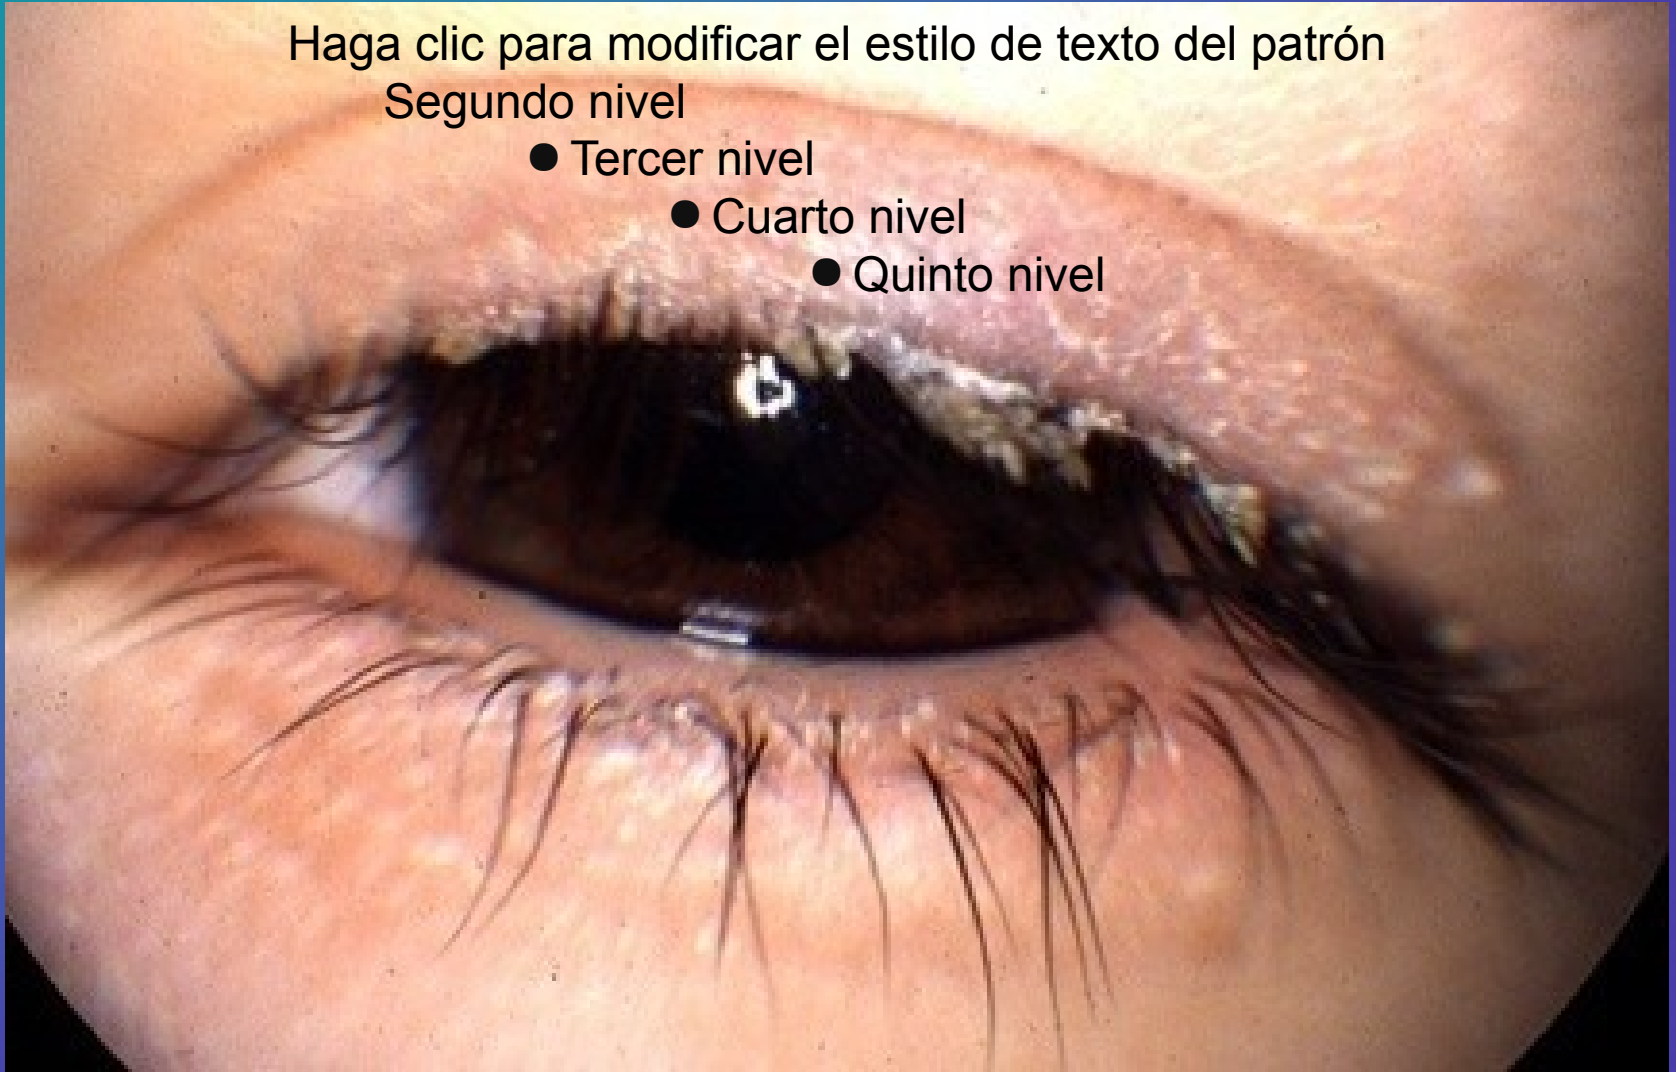 Haga clic para modificar el estilo de texto del patrón
Segundo nivel
● Tercer nivel
● Cuarto nivel
● Quinto nivel